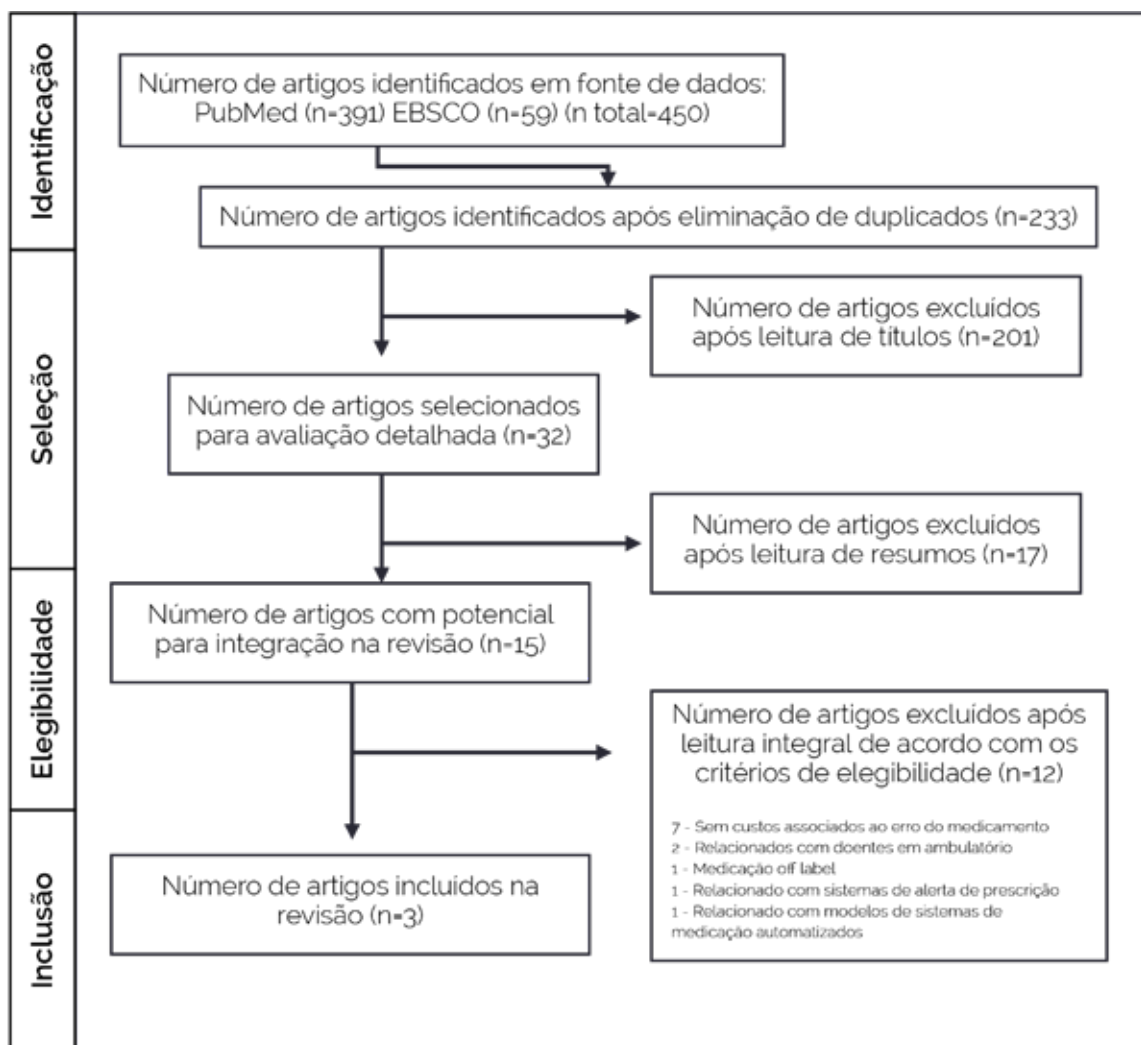 Identificação
Número de artigos identificados em fonte de dados:
PubMed (n=391) EBSCO (n=59) (n total=450)
Número de artigos identificados após eliminação de duplicados (n=233)
Seleção
Número de artigos excluídos
após leitura de títulos (n=201)
Número de artigos selecionados
para avaliação detalhada (n=32)
Número de artigos excluídos
após leitura de resumos (n=17)
Elegibilidade
Número de artigos com potencial
para integração na revisão (n=15)
Número de artigos excluídos após
leitura integral de acordo com os
critérios de elegibilidade (n=12)
7 - Sem custos associados ao erro do medicamento
2 - Relacionados com doentes em ambulatório
1 - Medicação off label
1 - Relacionado com sistemas de alerta de prescrição
1 - Relacionado com modelos de sistemas de
medicação automatizados
Inclusão
Número de artigos incluídos na
revisão (n=3)